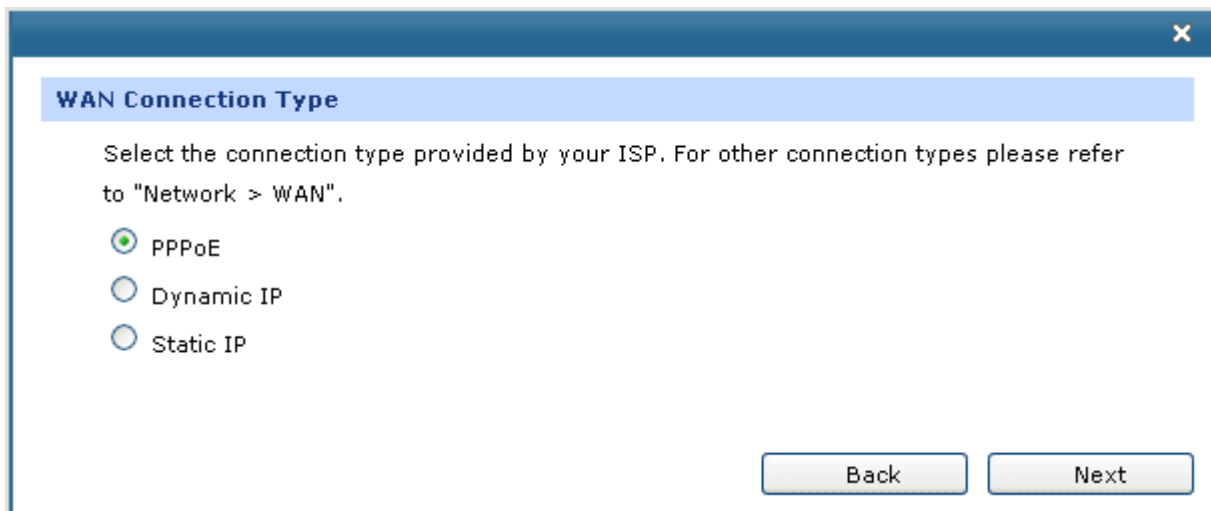 WAN Connection Type
Select the connection type provided by your ISP. For other connection types please refer
to "Network > WAN".
PPPoE
Dynamic IP
Static IP
Back
Next